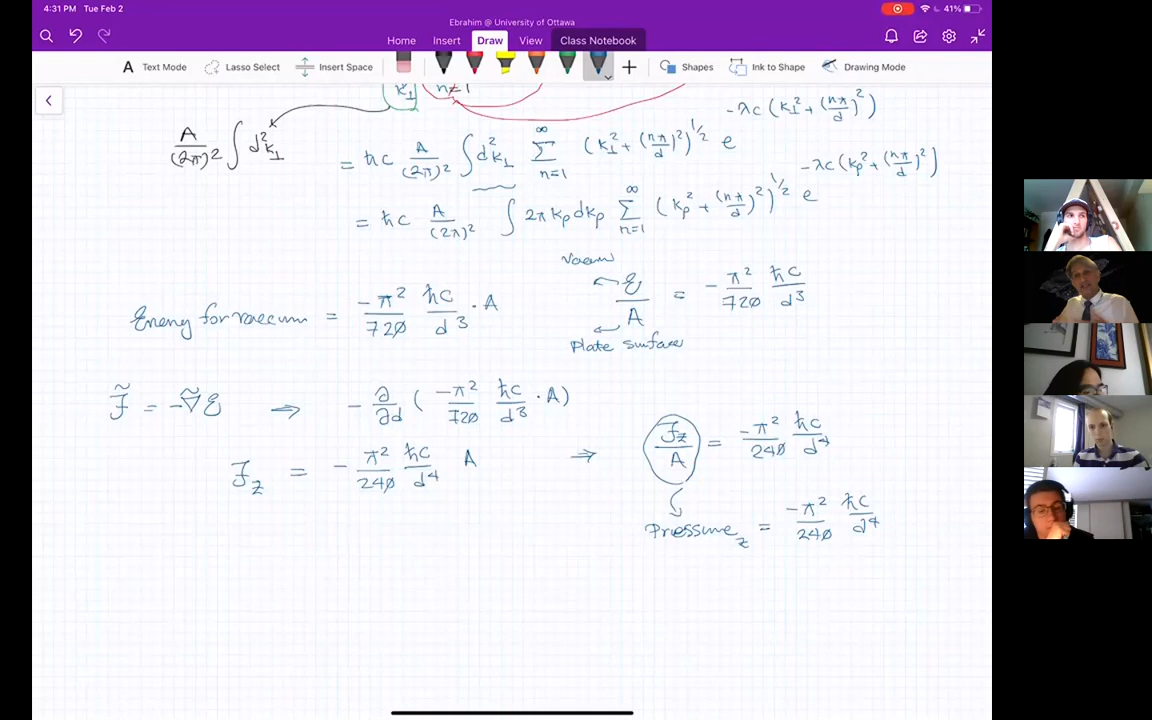 4:31 PM Tue Feb 2
41%
Ebrahim @ University of Ottawa
Home Insert Draw View Class Notebook
A Text Mode Lasso Select Insert Space Shapes Ink to Shape Drawing Mode
k⊥ n≠1
A/(2π)² ∫ d²k⊥
= ħc A/(2π)² ∫ d²k⊥ ∑_{n=1}^{∞} (k⊥² + (nπ/d)²)^{1/2} e^{-λc(k⊥² + (nπ/d)²)}
= ħc A/(2π)² ∫ 2π kρ dkρ ∑_{n=1}^{∞} (kρ² + (nπ/d)²)^{1/2} e^{-λc(kρ² + (nπ/d)²)}
Energy for vaccum = -π²/720 ħc/d³ · A
Vacum
ℰ/A = -π²/720 ħc/d³
Plate surface
F̃ = -∇̃ℰ ⇒ -∂/∂d (-π²/720 ħc/d³ · A)
F_z = -π²/240 ħc/d⁴ A ⇒ F_z/A = -π²/240 ħc/d⁴
Pressure_z = -π²/240 ħc/d⁴